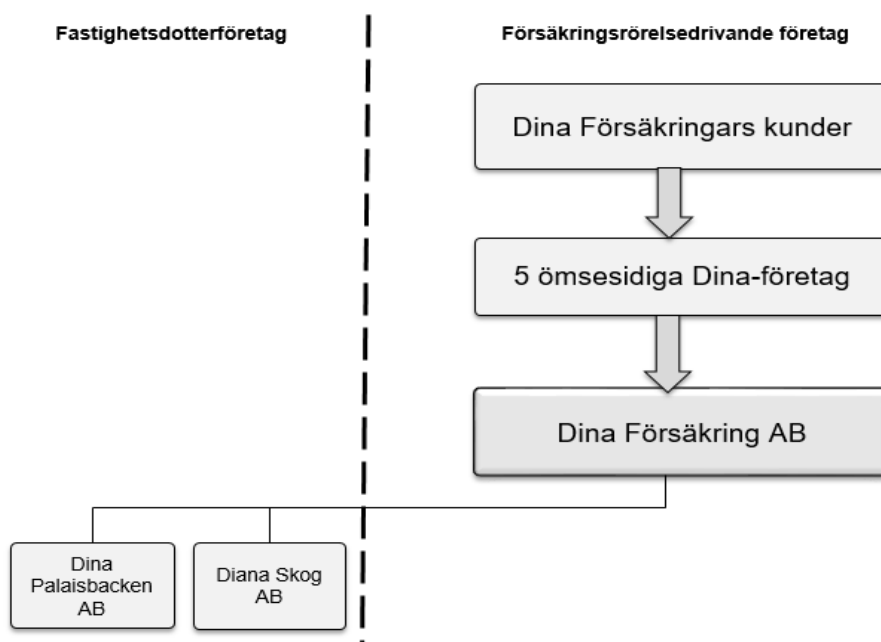 Fastighetsdotterföretag
Försäkringsrörelsedrivande företag
Dina Försäkringars kunder
5 ömsesidiga Dina-företag
Dina Försäkring AB
Dina
Palaisbacken
AB
Diana Skog
AB